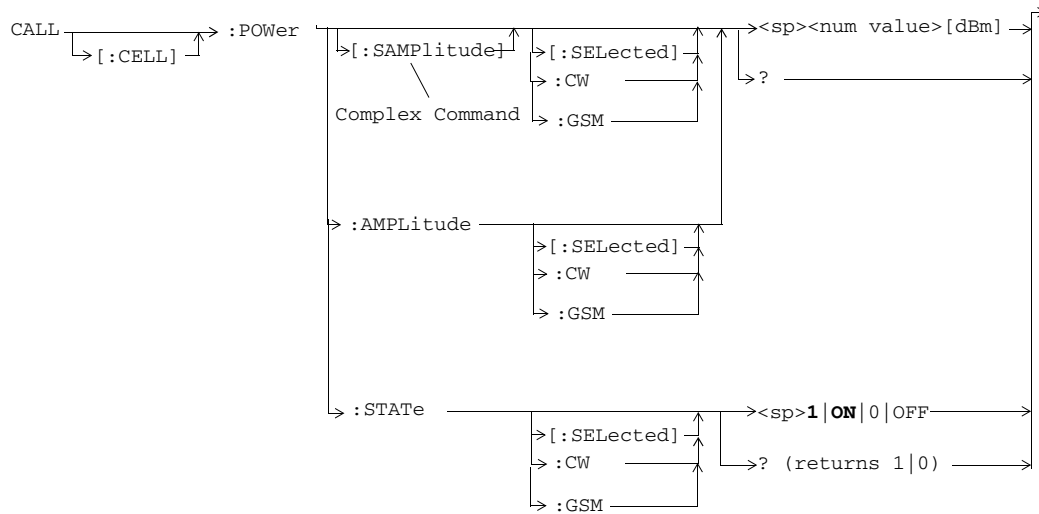 CALL :POWer <sp><num value>[dBm]
[:CELL] [:SAMPlitude] [:SELected]
:CW ?
Complex Command :GSM
:AMPLitude
[:SELected]
:CW
:GSM
:STATe <sp>1|ON|0|OFF
[:SELected]
:CW ? (returns 1|0)
:GSM